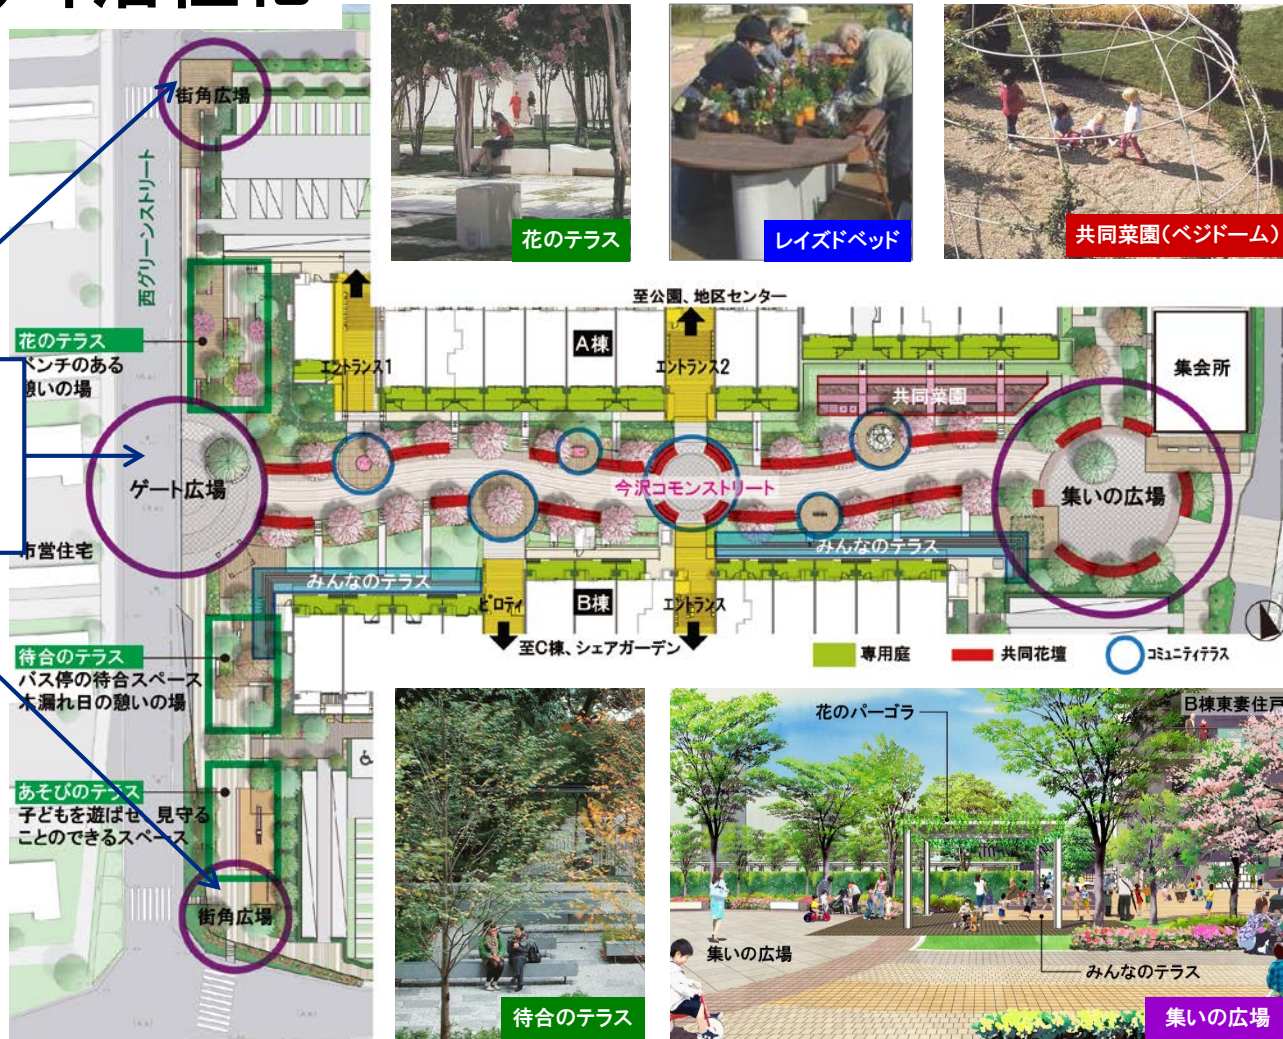 活性化
街角広場
西グリーンストリート
花のテラス
レイズドベッド
共同菜園(ベジドーム)
至公園、地区センター
花のテラス
ベンチのある
憩いの場
エントランス1
A棟
エントランス2
共同菜園
集会所
ゲート広場
今沢コモンストリート
集いの広場
市営住宅
みんなのテラス
みんなのテラス
ピロティ
B棟
エントランス
至C棟、シェアガーデン
専用庭
共同花壇
コミュニティテラス
待合のテラス
バス停の待合スペース
木漏れ日の憩いの場
あそびのテラス
子どもを遊ばせ、見守る
ことのできるスペース
街角広場
待合のテラス
花のパーゴラ
B棟東妻住戸
集いの広場
みんなのテラス
集いの広場